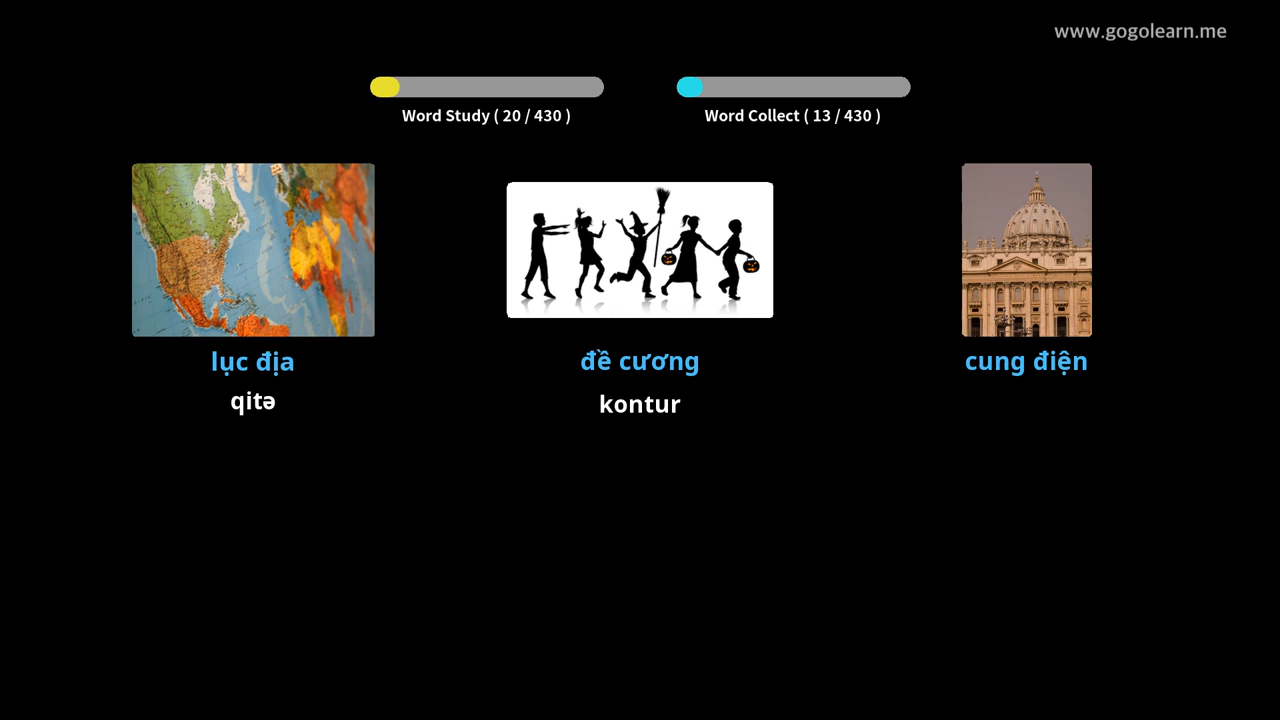 www.gogolearn.me
Word Study ( 20 / 430 )
Word Collect ( 13 / 430 )
lục địa
qitə
đề cương
kontur
cung điện